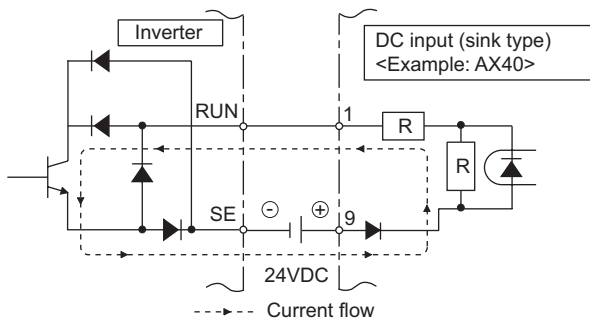 Inverter
DC input (sink type)
<Example: AX40>
RUN
1
R
R
SE
⊖
⊕
9
24VDC
Current flow